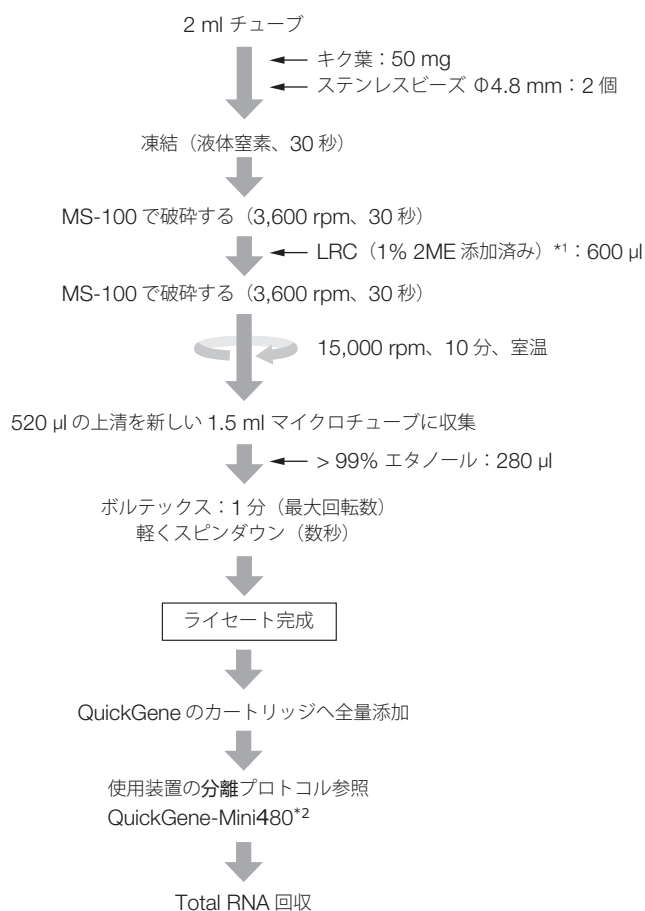 2 ml チューブ
キク葉：50 mg
ステンレスビーズ Φ4.8 mm：2 個
凍結（液体窒素、30 秒）
MS-100 で破砕する（3,600 rpm、30 秒）
LRC（1% 2ME 添加済み）*1：600 µl
MS-100 で破砕する（3,600 rpm、30 秒）
15,000 rpm、10 分、室温
520 µl の上清を新しい 1.5 ml マイクロチューブに収集
> 99% エタノール：280 µl
ボルテックス：1 分（最大回転数）
軽くスピンダウン（数秒）
ライセート完成
QuickGene のカートリッジへ全量添加
使用装置の分離プロトコル参照
QuickGene-Mini480*2
Total RNA 回収